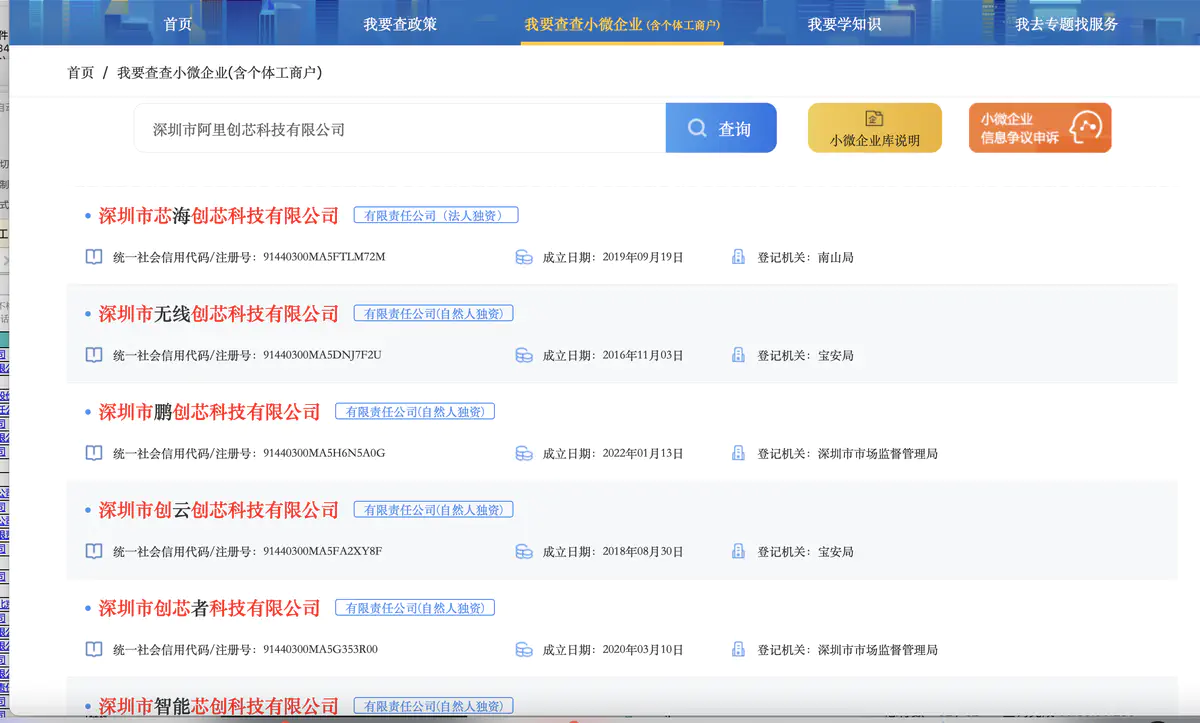 首页 我要查政策 我要查查小微企业(含个体工商户) 我要学知识 我去专题找服务
首页 / 我要查查小微企业(含个体工商户)
深圳市阿里创芯科技有限公司 查询 小微企业库说明 小微企业
信息争议申诉
深圳市芯海创芯科技有限公司 有限责任公司（法人独资）
统一社会信用代码/注册号：91440300MA5FTLM72M 成立日期：2019年09月19日 登记机关：南山局
深圳市无线创芯科技有限公司 有限责任公司(自然人独资)
统一社会信用代码/注册号：91440300MA5DNJ7F2U 成立日期：2016年11月03日 登记机关：宝安局
深圳市鹏创芯科技有限公司 有限责任公司(自然人独资)
统一社会信用代码/注册号：91440300MA5H6N5A0G 成立日期：2022年01月13日 登记机关：深圳市市场监督管理局
深圳市创云创芯科技有限公司 有限责任公司(自然人独资)
统一社会信用代码/注册号：91440300MA5FA2XY8F 成立日期：2018年08月30日 登记机关：宝安局
深圳市创芯者科技有限公司 有限责任公司(自然人独资)
统一社会信用代码/注册号：91440300MA5G353R00 成立日期：2020年03月10日 登记机关：深圳市市场监督管理局
深圳市智能芯创科技有限公司 有限责任公司(自然人独资)